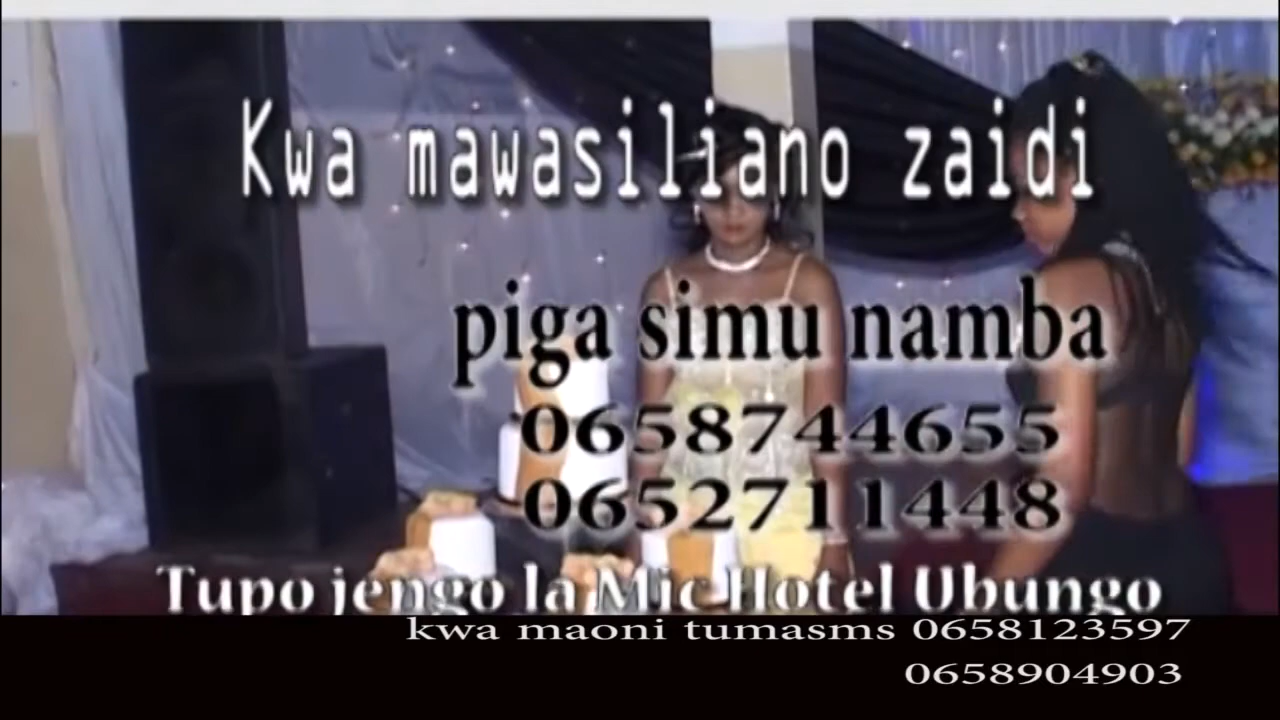 Kwa mawasiliano zaidi
piga simu namba
0658744655
0652711448
Tupo jengo la Mic Hotel Ubungo
kwa maoni tumasms 0658123597
0658904903